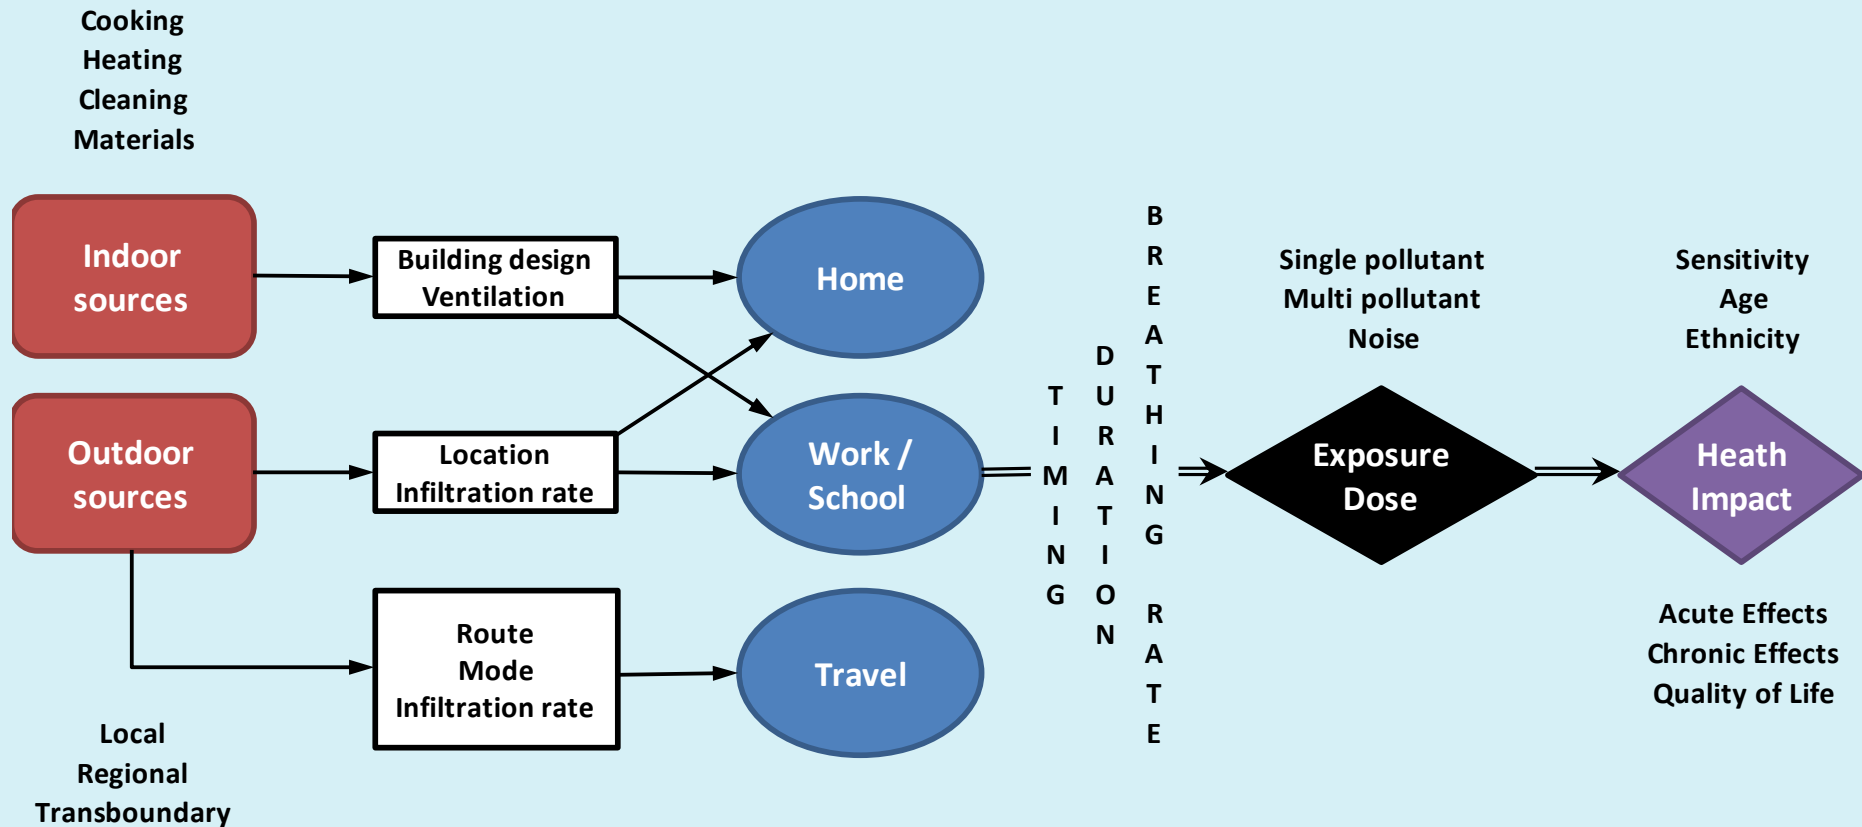 Cooking
Heating
Cleaning
Materials
Indoor
sources
Building design
Ventilation
Home
Outdoor
sources
Location
Infiltration rate
Work /
School
Route
Mode
Infiltration rate
Travel
Local
Regional
Transboundary
TIMING
DURATION
BREATHING RATE
Single pollutant
Multi pollutant
Noise
Exposure
Dose
Sensitivity
Age
Ethnicity
Heath
Impact
Acute Effects
Chronic Effects
Quality of Life